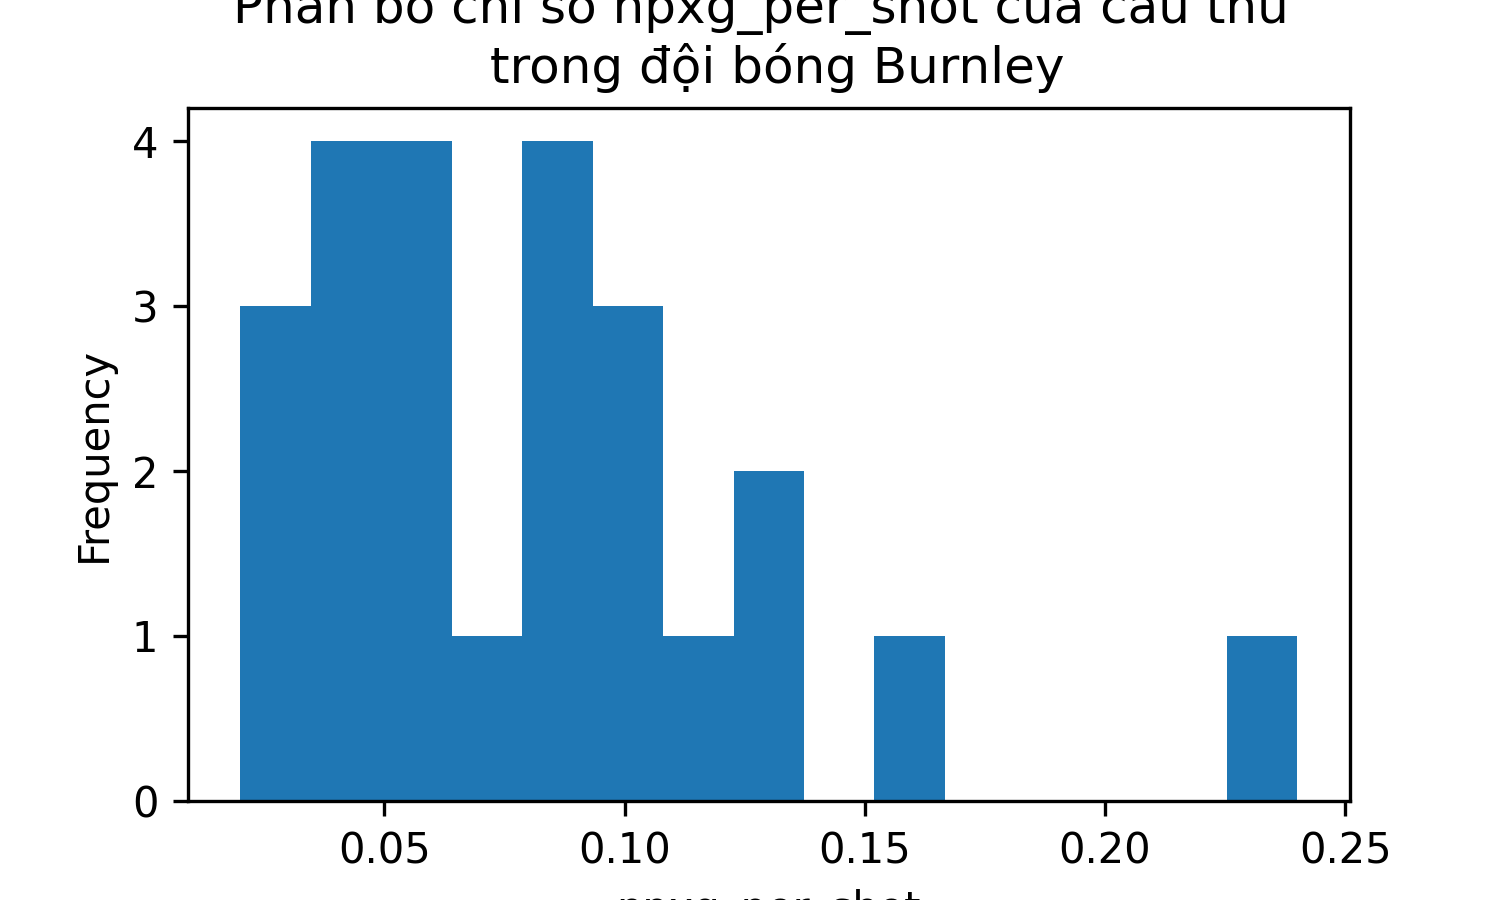 Phân bố chỉ số npxg_per_shot của cầu thủ
trong đội bóng Burnley
Frequency
4
3
2
1
0
0.05 0.10 0.15 0.20 0.25
npxg_per_shot